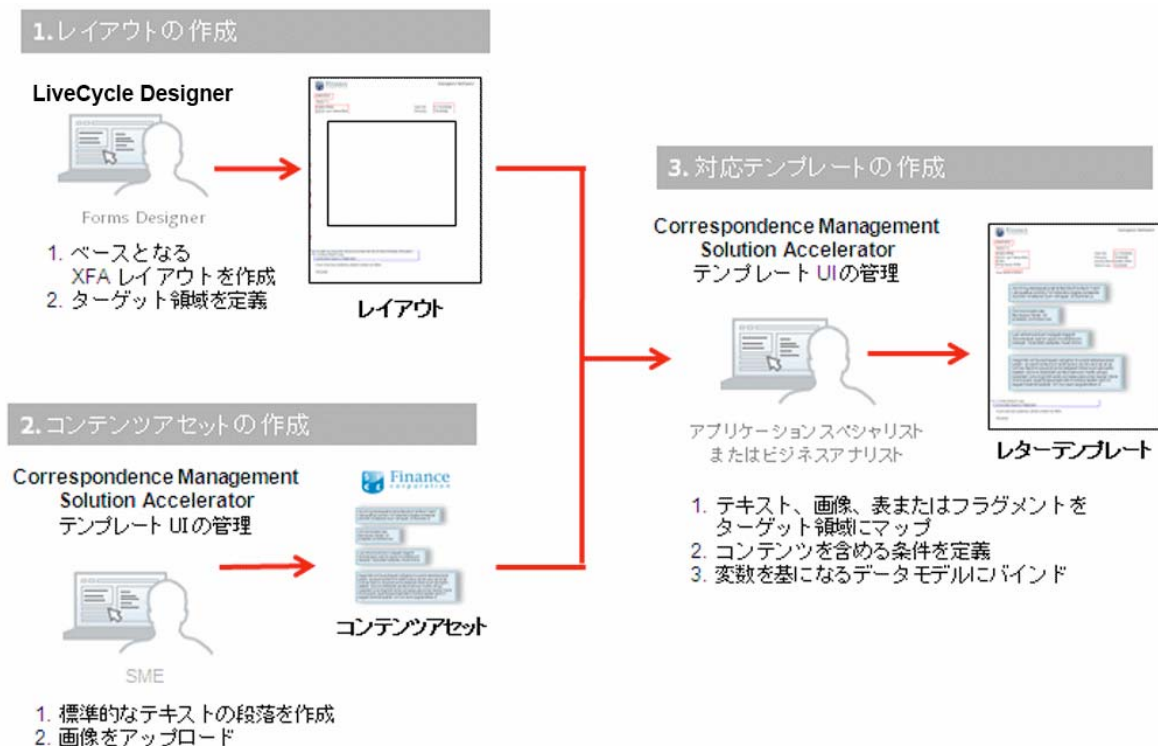 1.レイアウトの作成
LiveCycle Designer
Forms Designer
1. ベースとなる
XFA レイアウトを作成
2. ターゲット領域を定義
Finance
レイアウト
2.コンテンツアセットの作成
Correspondence Management
Solution Accelerator
テンプレート UIの管理
SME
1. 標準的なテキストの段落を作成
2. 画像をアップロード
Finance
corporation
コンテンツアセット
3. 対応テンプレートの作成
Correspondence Management
Solution Accelerator
テンプレート UIの管理
アプリケーションスペシャリスト
またはビジネスアナリスト
Finance
レターテンプレート
1. テキスト、画像、表またはフラグメントを
ターゲット領域にマップ
2. コンテンツを含める条件を定義
3. 変数を基になるデータモデルにバインド